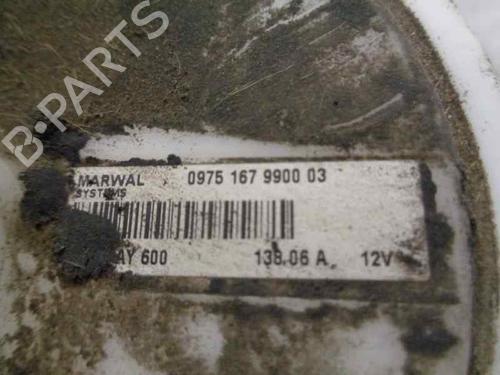 B-PARTS
MARWAL 0975 167 9900 03
SYSTEMS
AY 600 138.06 A 12V